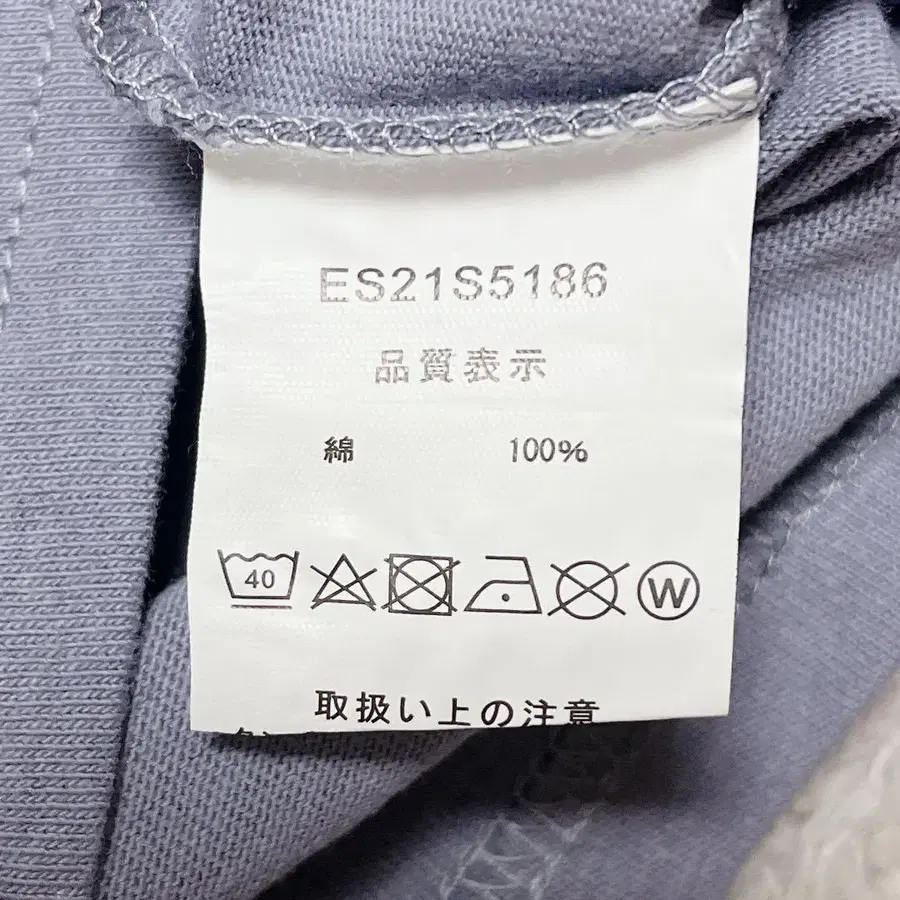 ES21S5186
品質表示
綿 100%
40 W
取扱い上の注意